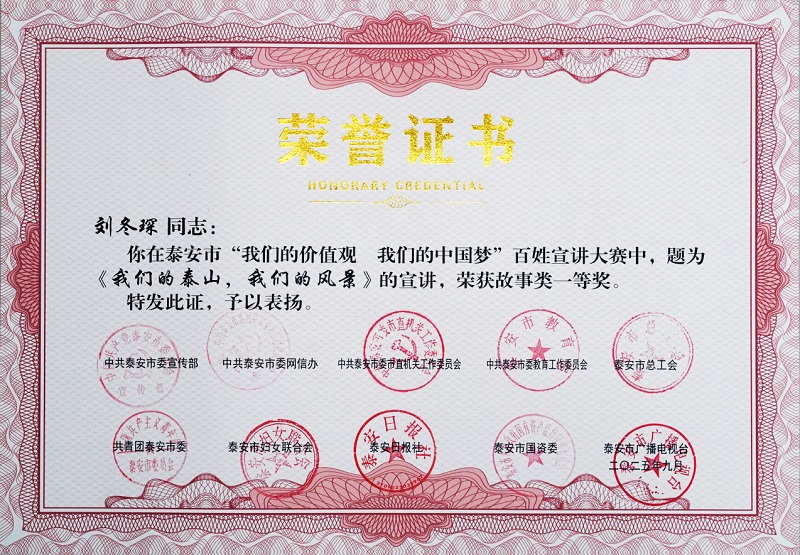 荣誉证书
HONORARY CREDENTIAL
刘冬琛 同志：
你在泰安市“我们的价值观　我们的中国梦”百姓宣讲大赛中，题为
《我们的泰山，我们的风景》的宣讲，荣获故事类一等奖。
特发此证，予以表扬。
中共泰安市委宣传部 中共泰安市委网信办 中共泰安市委市直机关工作委员会 中共泰安市委教育工作委员会 泰安市总工会
共青团泰安市委 泰安市妇女联合会 泰安日报社 泰安市国资委 泰安市广播电视台
二〇二五年九月
泰安日报社